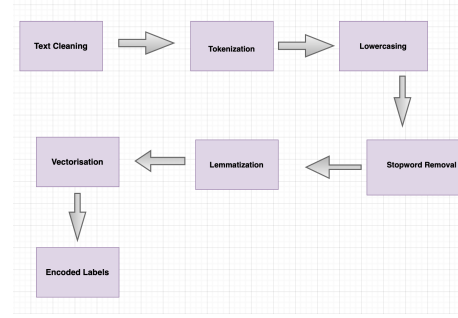 Text Cleaning
Tokenization
Lowercasing
Stopword Removal
Lemmatization
Vectorisation
Encoded Labels